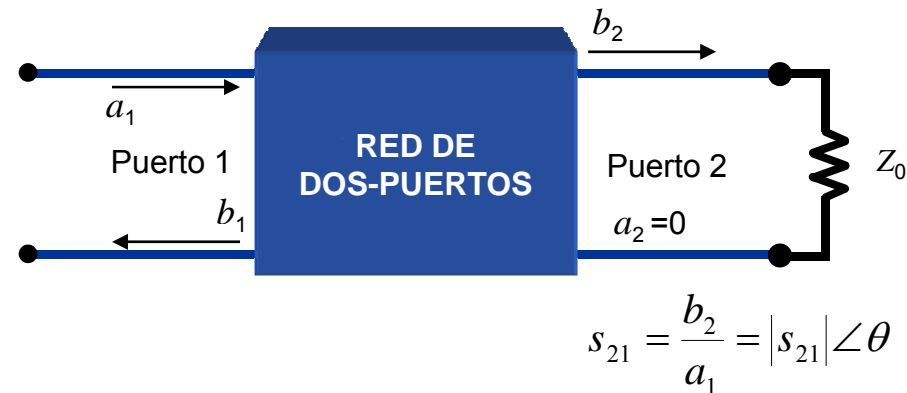 b₂
a₁
Puerto 1
RED DE
DOS-PUERTOS
Puerto 2
Z₀
b₁
a₂ =0
s₂₁ = b₂/a₁ = |s₂₁|∠θ